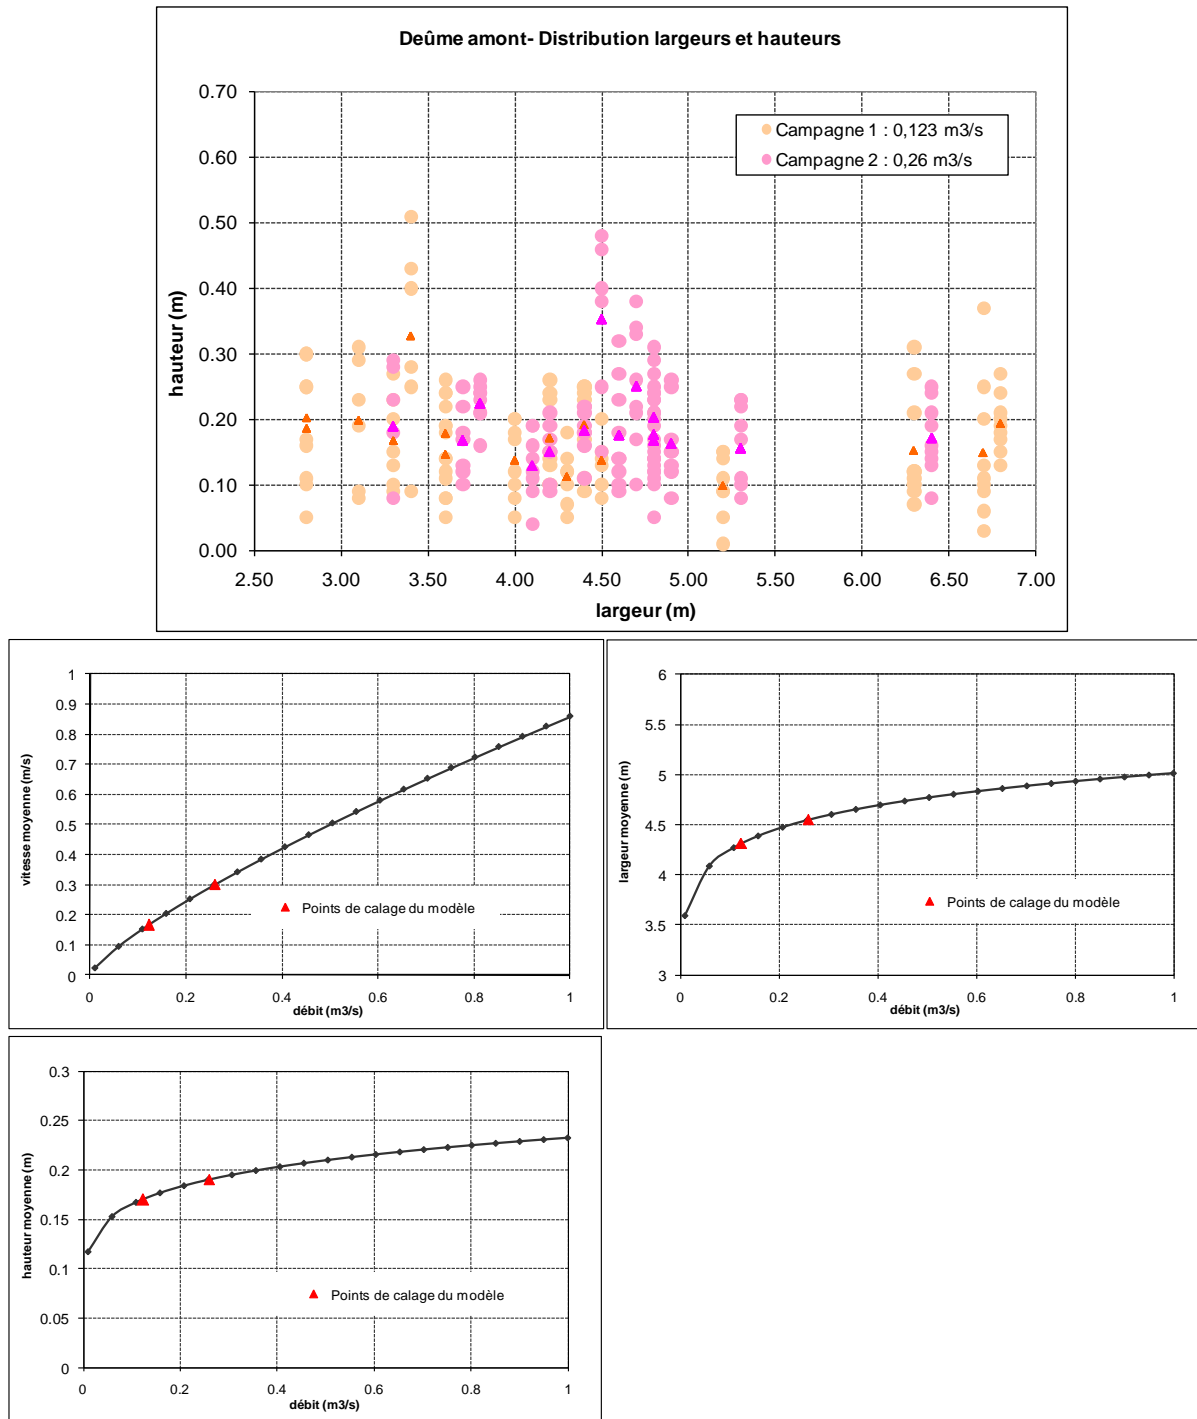 Deûme amont- Distribution largeurs et hauteurs
0.70
0.60
0.50
0.40
0.30
0.20
0.10
0.00
hauteur (m)
Campagne 1 : 0,123 m3/s
Campagne 2 : 0,26 m3/s
2.50 3.00 3.50 4.00 4.50 5.00 5.50 6.00 6.50 7.00
largeur (m)
1
0.9
0.8
0.7
0.6
0.5
0.4
0.3
0.2
0.1
0
vitesse moyenne (m/s)
Points de calage du modèle
0 0.2 0.4 0.6 0.8 1
débit (m3/s)
6
5.5
5
4.5
4
3.5
3
largeur moyenne (m)
Points de calage du modèle
0 0.2 0.4 0.6 0.8 1
débit (m3/s)
0.3
0.25
0.2
0.15
0.1
0.05
0
hauteur moyenne (m)
Points de calage du modèle
0 0.2 0.4 0.6 0.8 1
débit (m3/s)